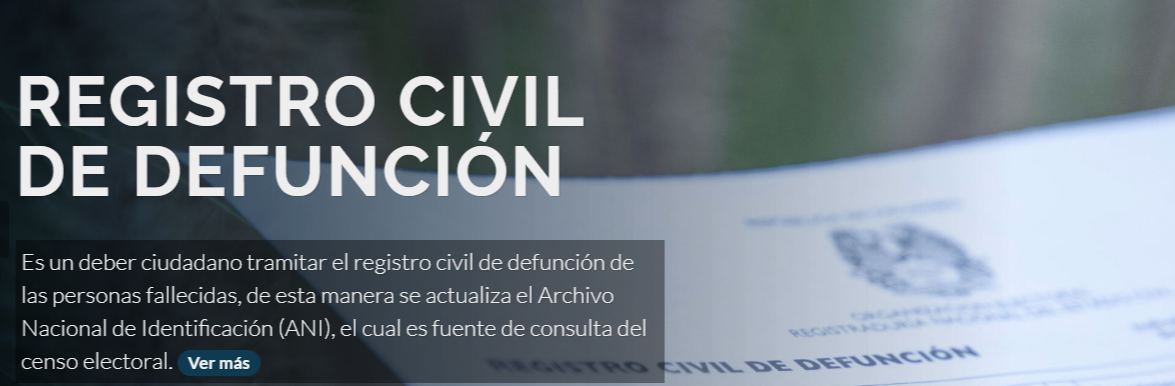 REGISTRO CIVIL
DE DEFUNCIÓN
Es un deber ciudadano tramitar el registro civil de defunción de
las personas fallecidas, de esta manera se actualiza el Archivo
Nacional de Identificación (ANI), el cual es fuente de consulta del
censo electoral. Ver más
REGISTRO CIVIL DE DEFUNCIÓN